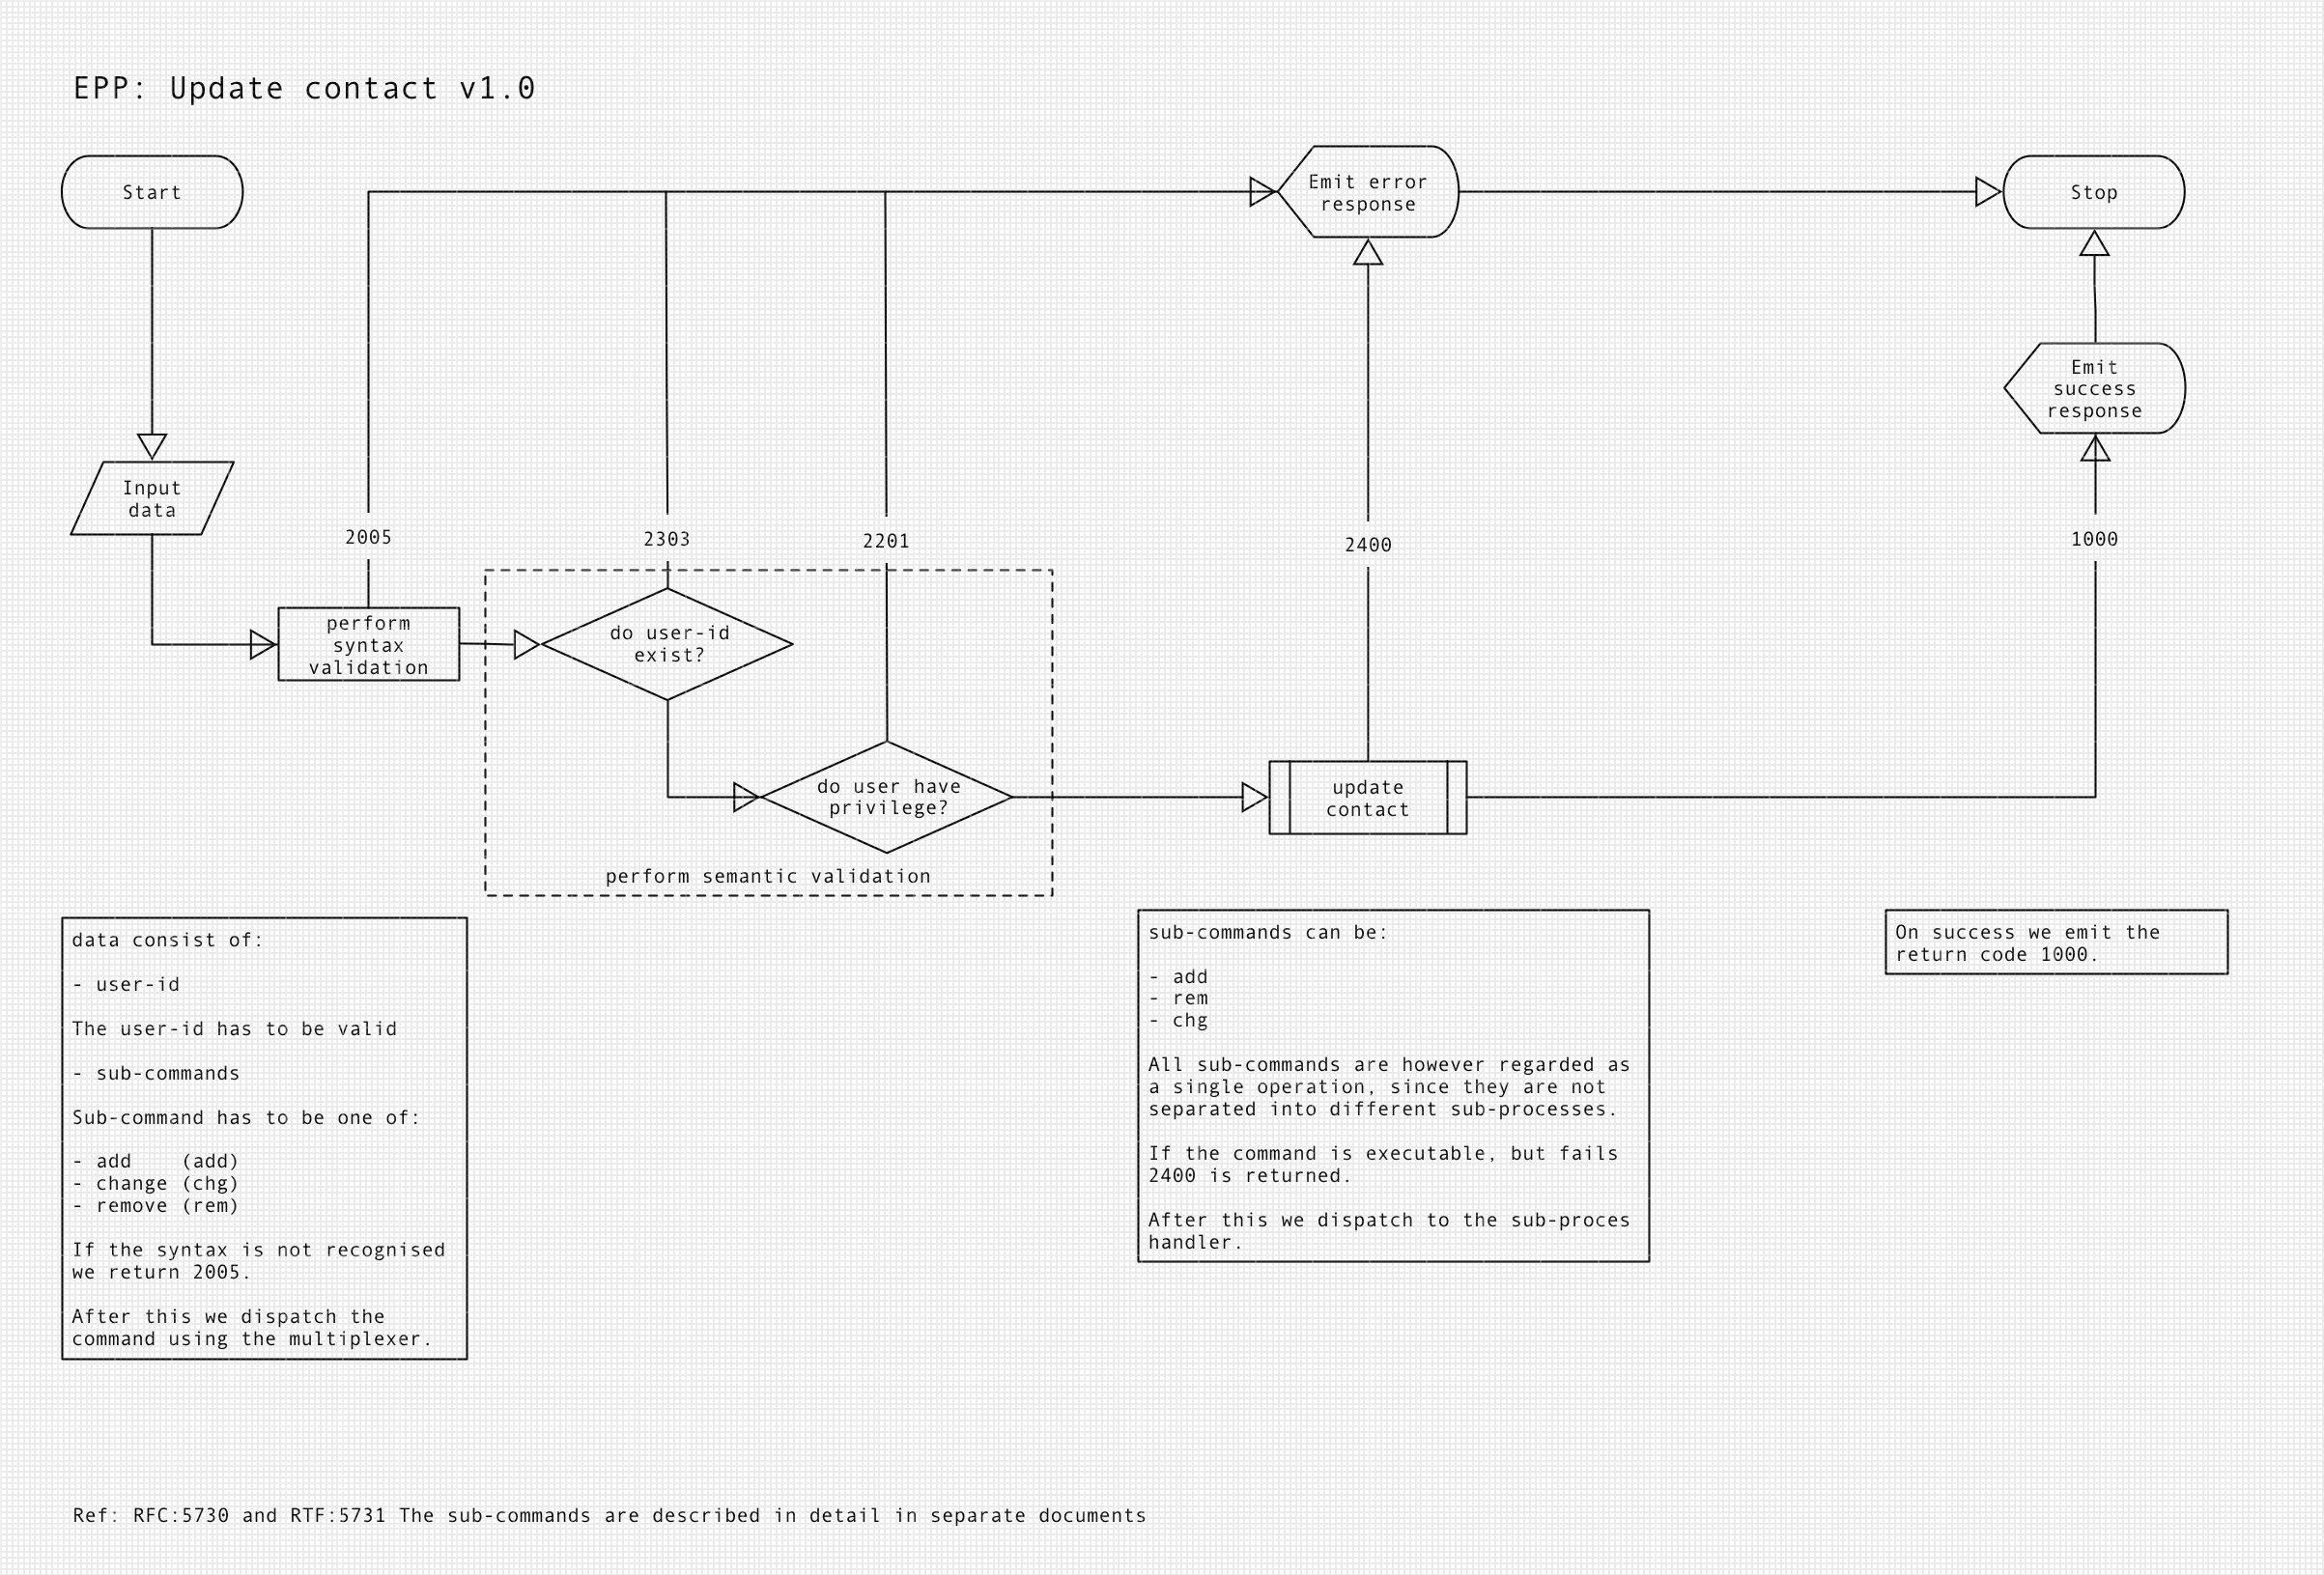 EPP: Update contact v1.0
Start
Emit error
response
Stop
Emit
success
response
Input
data
2005
2303
2201
2400
1000
perform
syntax
validation
do user-id
exist?
do user have
privilege?
update
contact
perform semantic validation
data consist of:
- user-id
The user-id has to be valid
- sub-commands
Sub-command has to be one of:
- add    (add)
- change (chg)
- remove (rem)
If the syntax is not recognised
we return 2005.
After this we dispatch the
command using the multiplexer.
sub-commands can be:
- add
- rem
- chg
All sub-commands are however regarded as
a single operation, since they are not
separated into different sub-processes.
If the command is executable, but fails
2400 is returned.
After this we dispatch to the sub-proces
handler.
On success we emit the
return code 1000.
Ref: RFC:5730 and RTF:5731 The sub-commands are described in detail in separate documents